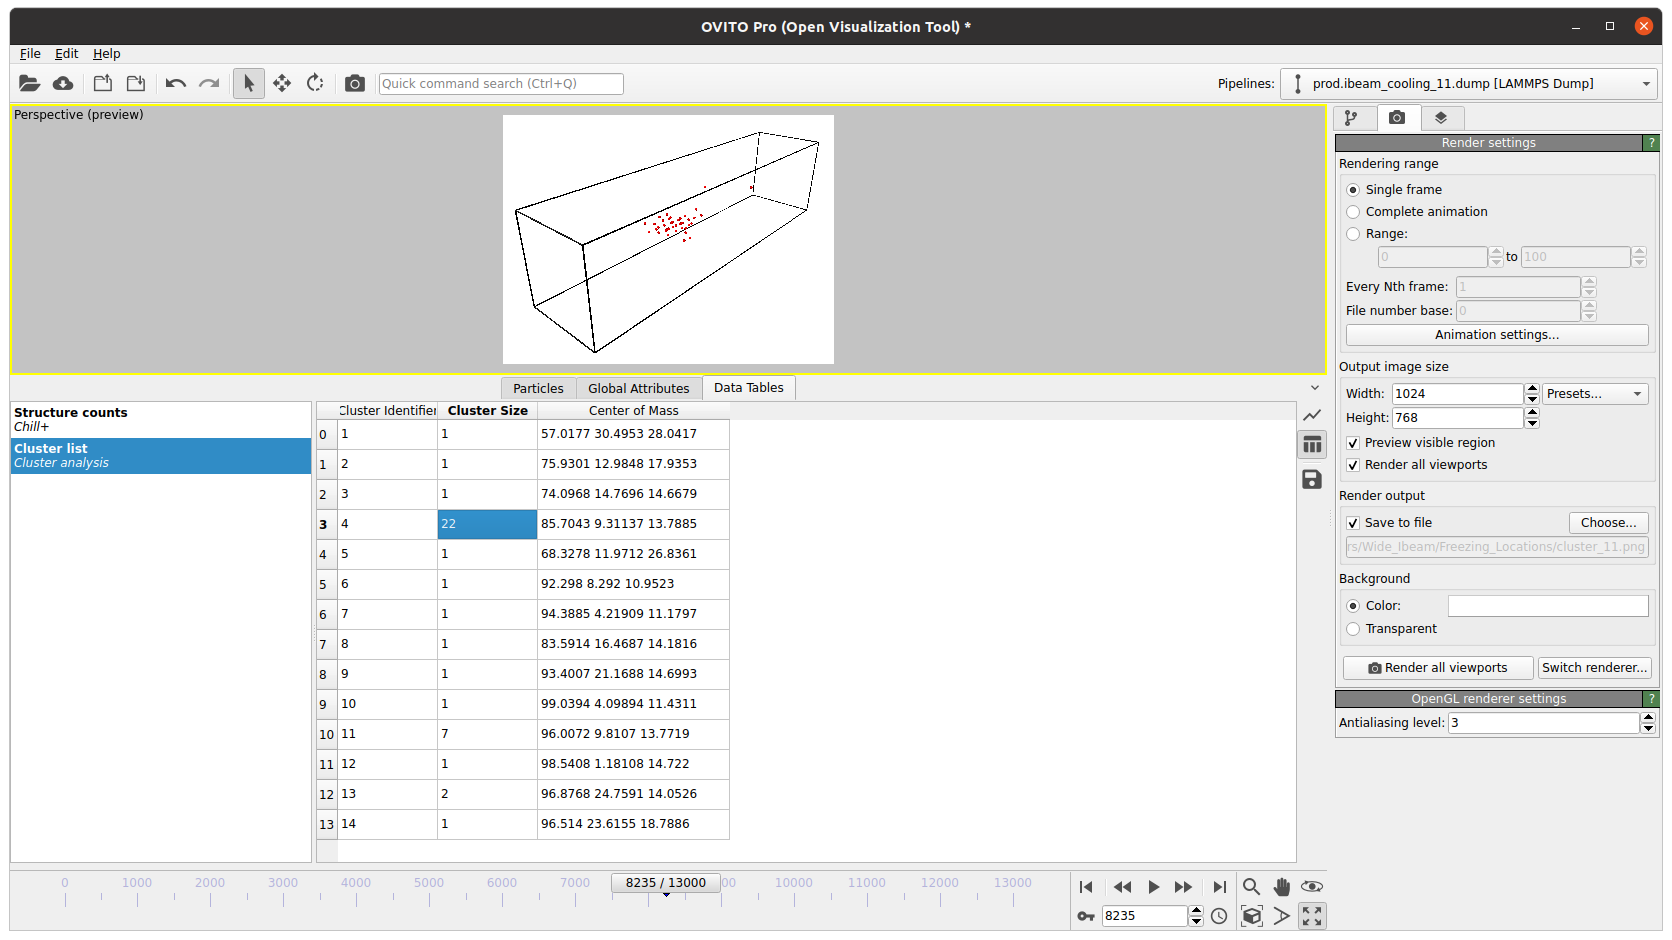 OVITO Pro (Open Visualization Tool) *
File Edit Help
Quick command search (Ctrl+Q)
Pipelines: prod.ibeam_cooling_11.dump [LAMMPS Dump]
Perspective (preview)
Particles Global Attributes Data Tables
Structure counts
Chill+
Cluster list
Cluster analysis
Cluster Identifier Cluster Size Center of Mass
0 1 1 57.0177 30.4953 28.0417
1 2 1 75.9301 12.9848 17.9353
2 3 1 74.0968 14.7696 14.6679
3 4 22 85.7043 9.31137 13.7885
4 5 1 68.3278 11.9712 26.8361
5 6 1 92.298 8.292 10.9523
6 7 1 94.3885 4.21909 11.1797
7 8 1 83.5914 16.4687 14.1816
8 9 1 93.4007 21.1688 14.6993
9 10 1 99.0394 4.09894 11.4311
10 11 7 96.0072 9.8107 13.7719
11 12 1 98.5408 1.18108 14.722
12 13 2 96.8768 24.7591 14.0526
13 14 1 96.514 23.6155 18.7886
0 1000 2000 3000 4000 5000 6000 7000 8235 / 13000 00 10000 11000 12000 13000
8235
Render settings ?
Rendering range
Single frame
Complete animation
Range:
0 to 100
Every Nth frame: 1
File number base: 0
Animation settings...
Output image size
Width: 1024 Presets...
Height: 768
Preview visible region
Render all viewports
Render output
Save to file Choose...
rs/Wide_Ibeam/Freezing_Locations/cluster_11.png
Background
Color:
Transparent
Render all viewports Switch renderer...
OpenGL renderer settings ?
Antialiasing level: 3